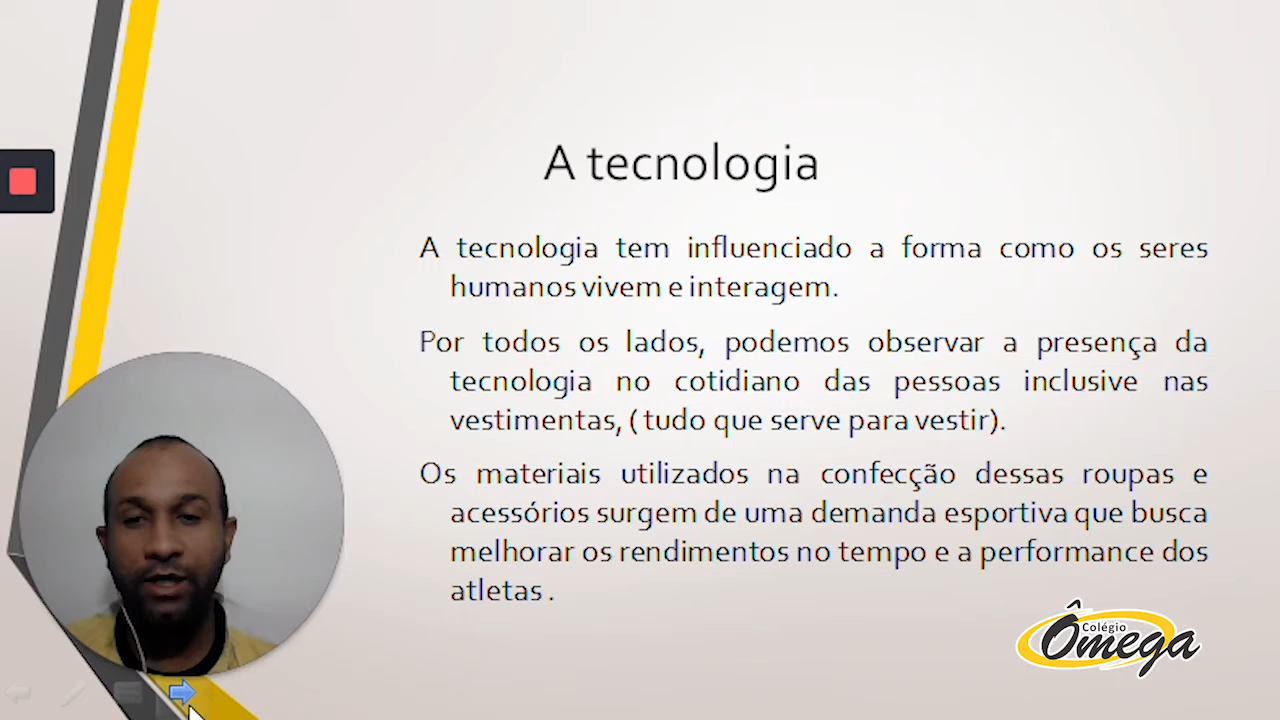 A tecnologia
A tecnologia tem influenciado a forma como os seres
humanos vivem e interagem.
Por todos os lados, podemos observar a presença da
tecnologia no cotidiano das pessoas inclusive nas
vestimentas, ( tudo que serve para vestir).
Os materiais utilizados na confecção dessas roupas e
acessórios surgem de uma demanda esportiva que busca
melhorar os rendimentos no tempo e a performance dos
atletas .
Colégio
Ômega